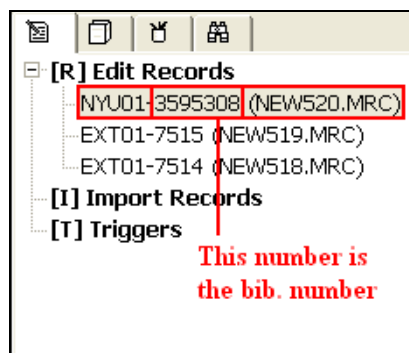 [R] Edit Records
NYU01-3595308 (NEW520.MRC)
EXT01-7515 (NEW519.MRC)
EXT01-7514 (NEW518.MRC)
[I] Import Records
[T] Triggers
This number is
the bib. number